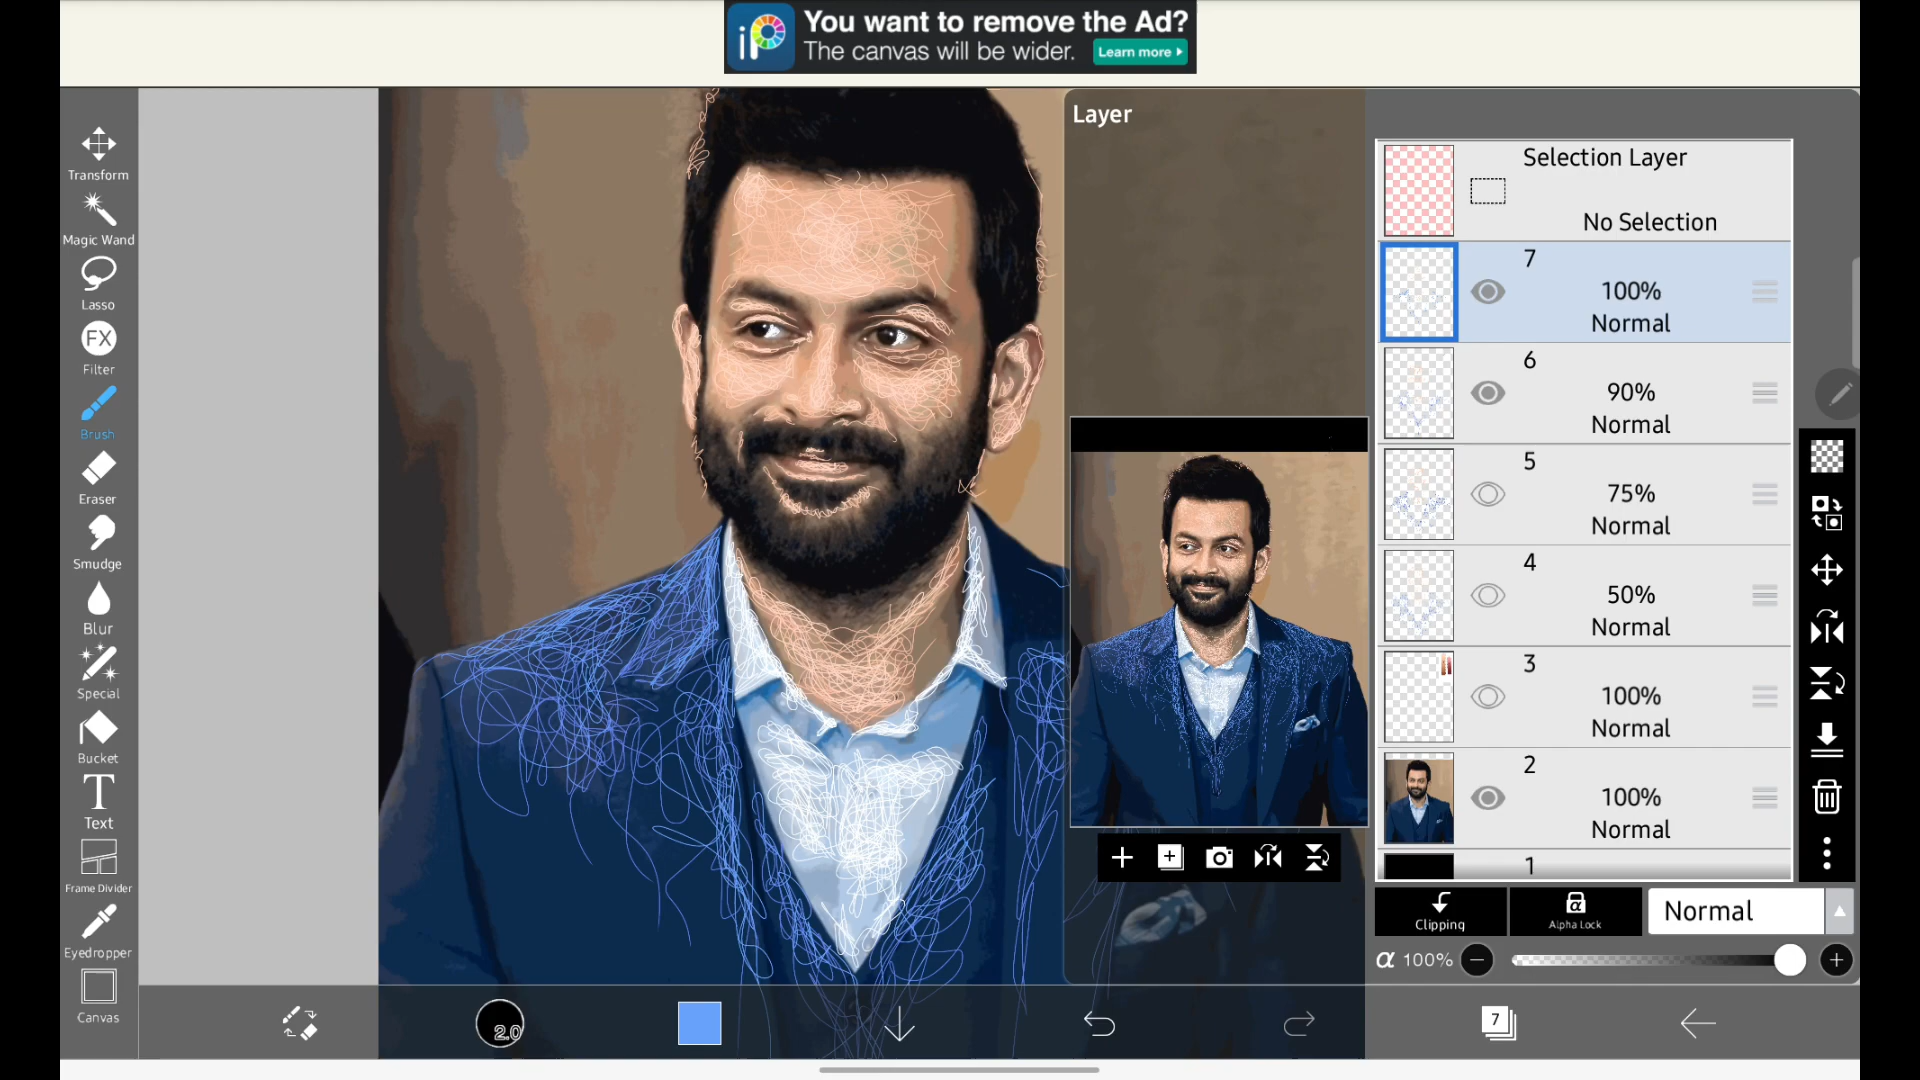 You want to remove the Ad?
The canvas will be wider.
Learn more
Transform
Magic Wand
Lasso
FX
Filter
Brush
Eraser
Smudge
Blur
Special
Bucket
T
Text
Frame Divider
Eyedropper
Canvas
2.0
Layer
Selection Layer
No Selection
7
100%
Normal
6
90%
Normal
5
75%
Normal
4
50%
Normal
3
100%
Normal
2
100%
Normal
1
Clipping
α
Alpha Lock
Normal
α 100%
7